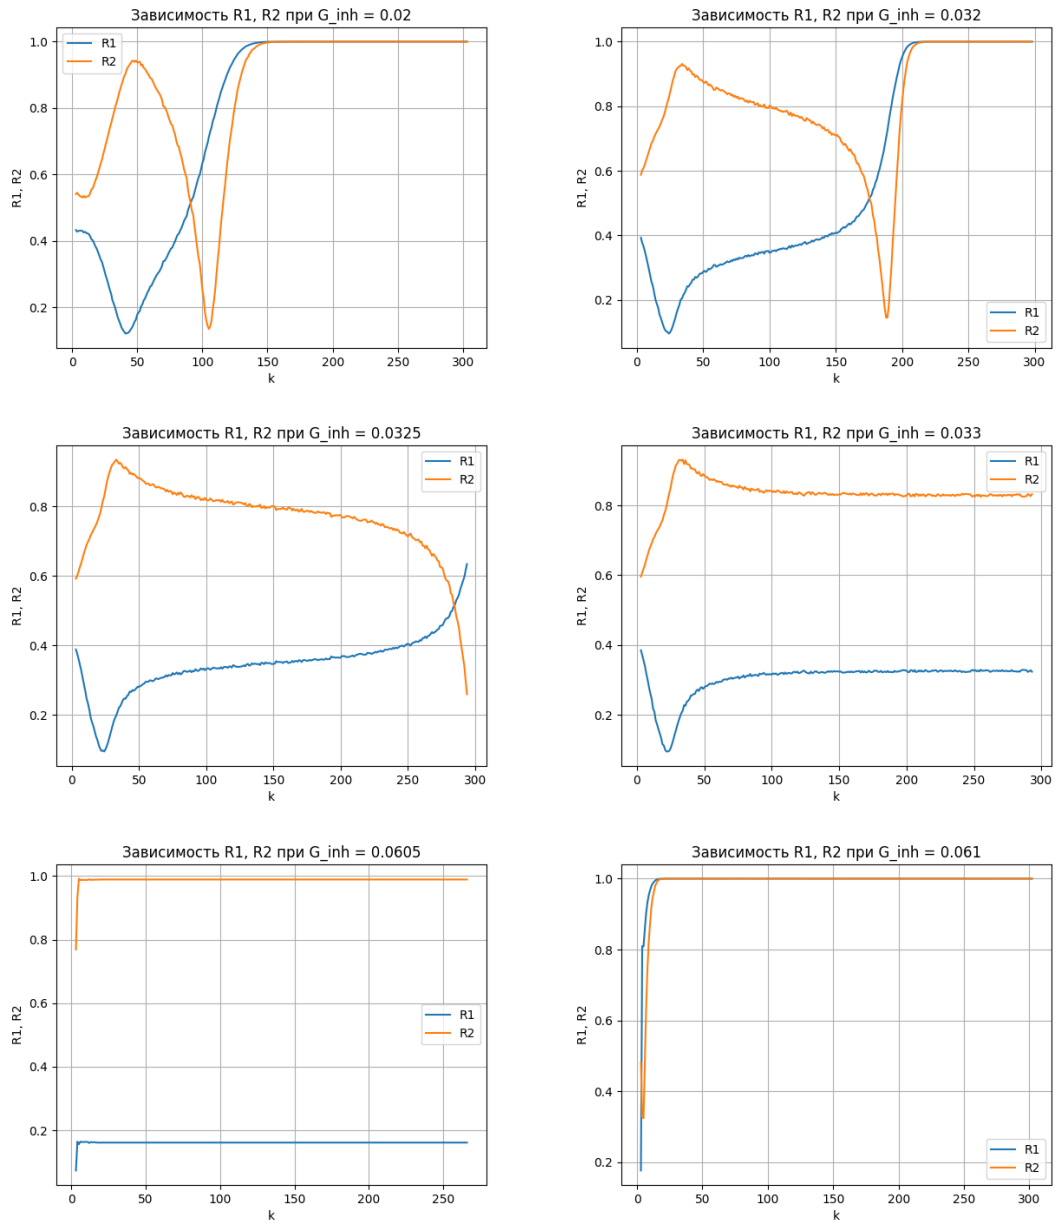 Зависимость R1, R2 при G_inh = 0.02
1.0
0.8
0.6
0.4
0.2
R1, R2
R1
R2
0 50 100 150 200 250 300
k
Зависимость R1, R2 при G_inh = 0.032
1.0
0.8
0.6
0.4
0.2
R1, R2
R1
R2
0 50 100 150 200 250 300
k
Зависимость R1, R2 при G_inh = 0.0325
0.8
0.6
0.4
0.2
R1, R2
R1
R2
0 50 100 150 200 250 300
k
Зависимость R1, R2 при G_inh = 0.033
0.8
0.6
0.4
0.2
R1, R2
R1
R2
0 50 100 150 200 250 300
k
Зависимость R1, R2 при G_inh = 0.0605
1.0
0.8
0.6
0.4
0.2
R1, R2
R1
R2
0 50 100 150 200 250
k
Зависимость R1, R2 при G_inh = 0.061
1.0
0.8
0.6
0.4
0.2
R1, R2
R1
R2
0 50 100 150 200 250 300
k